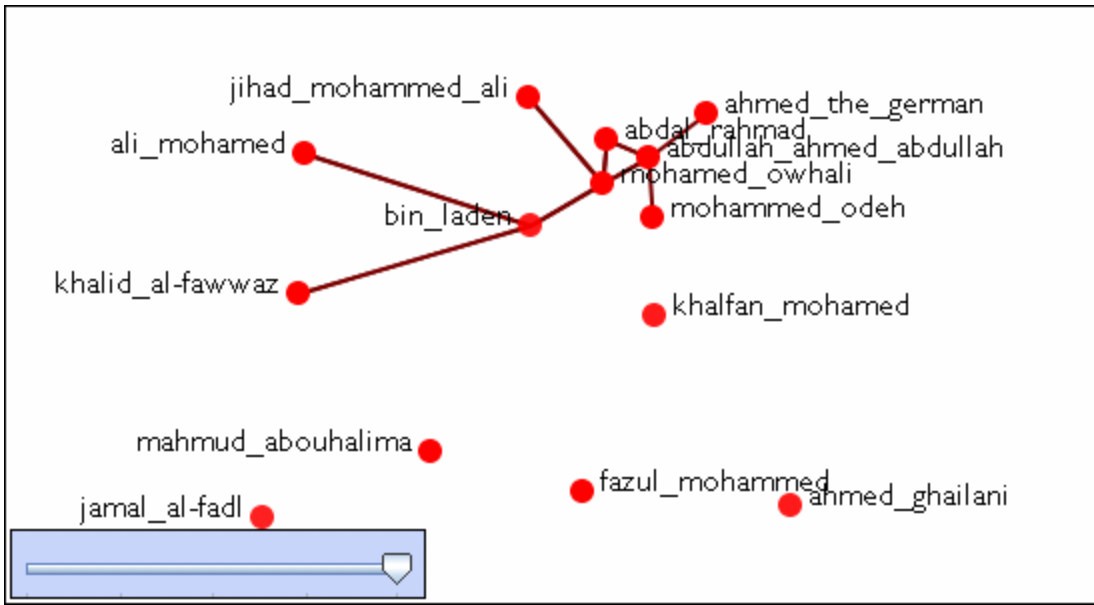 jihad_mohammed_ali
ahmed_the_german
abdal_rahmad
ali_mohamed
abdullah_ahmed_abdullah
mohamed_owhali
bin_laden
mohammed_odeh
khalid_al-fawwaz
khalfan_mohamed
mahmud_abouhalima
fazul_mohammed
ahmed_ghailani
jamal_al-fadl